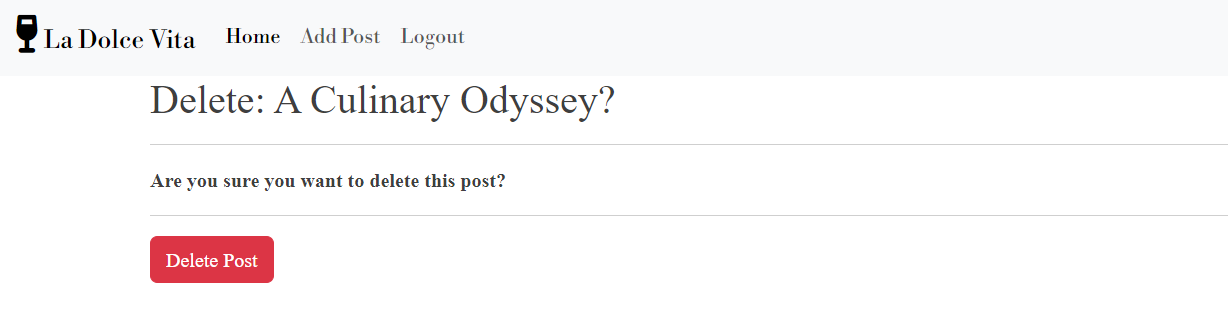 La Dolce Vita Home Add Post Logout
Delete: A Culinary Odyssey?
Are you sure you want to delete this post?
Delete Post